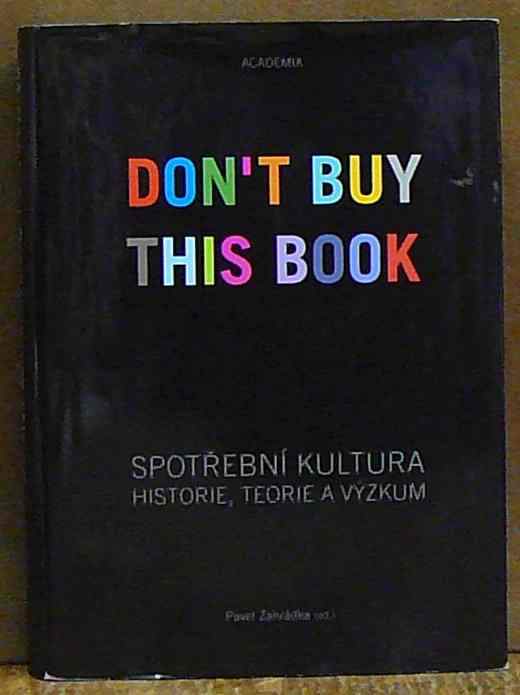 ACADEMIA
DON'T BUY
THIS BOOK
SPOTŘEBNÍ KULTURA
HISTORIE, TEORIE A VÝZKUM
Pavel Zahrádka (ed.)